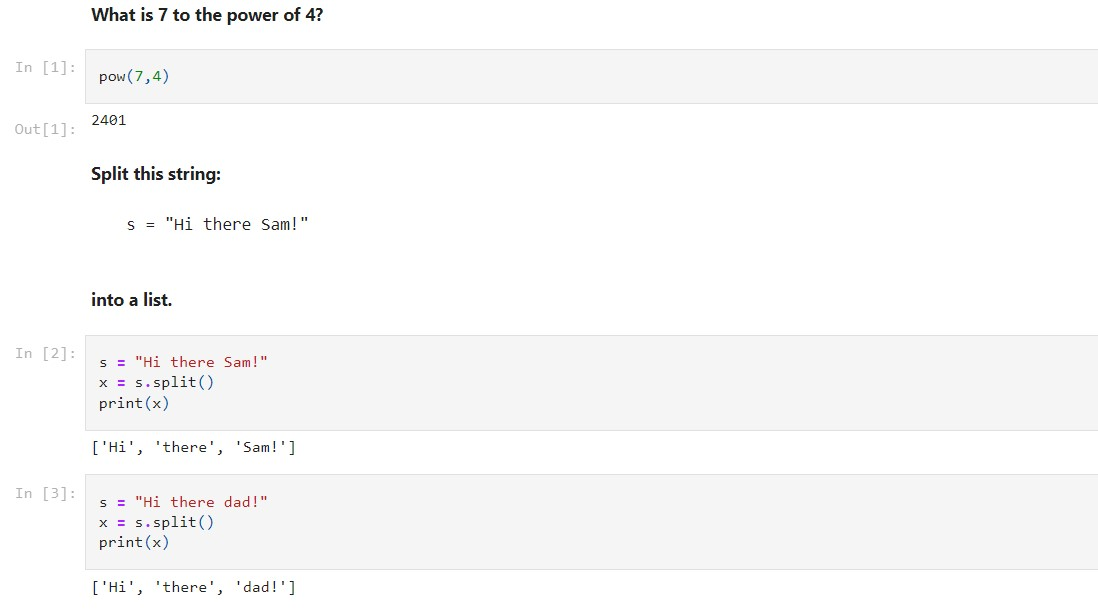 What is 7 to the power of 4?
In [1]:
pow(7,4)
Out[1]:
2401
Split this string:
s = "Hi there Sam!"
into a list.
In [2]:
s = "Hi there Sam!"
x = s.split()
print(x)
['Hi', 'there', 'Sam!']
In [3]:
s = "Hi there dad!"
x = s.split()
print(x)
['Hi', 'there', 'dad!']